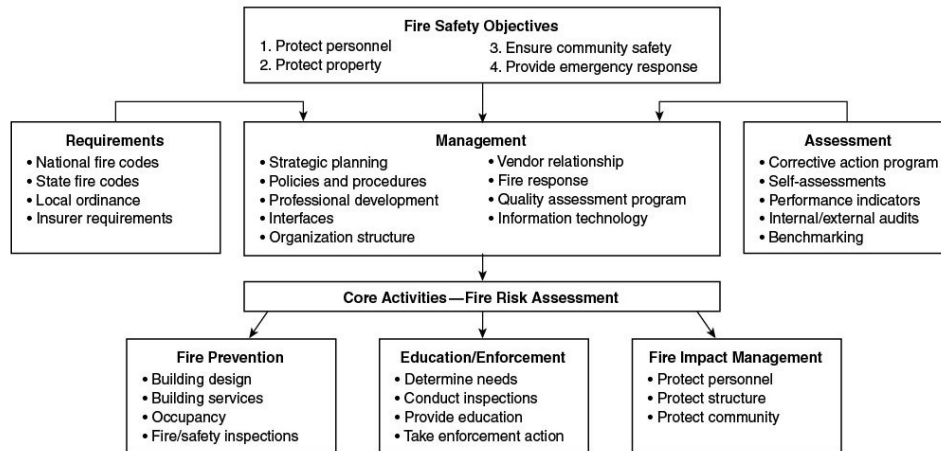 Fire Safety Objectives
1. Protect personnel
2. Protect property
3. Ensure community safety
4. Provide emergency response
Requirements
• National fire codes
• State fire codes
• Local ordinance
• Insurer requirements
Management
• Strategic planning
• Policies and procedures
• Professional development
• Interfaces
• Organization structure
• Vendor relationship
• Fire response
• Quality assessment program
• Information technology
Assessment
• Corrective action program
• Self-assessments
• Performance indicators
• Internal/external audits
• Benchmarking
Core Activities—Fire Risk Assessment
Fire Prevention
• Building design
• Building services
• Occupancy
• Fire/safety inspections
Education/Enforcement
• Determine needs
• Conduct inspections
• Provide education
• Take enforcement action
Fire Impact Management
• Protect personnel
• Protect structure
• Protect community